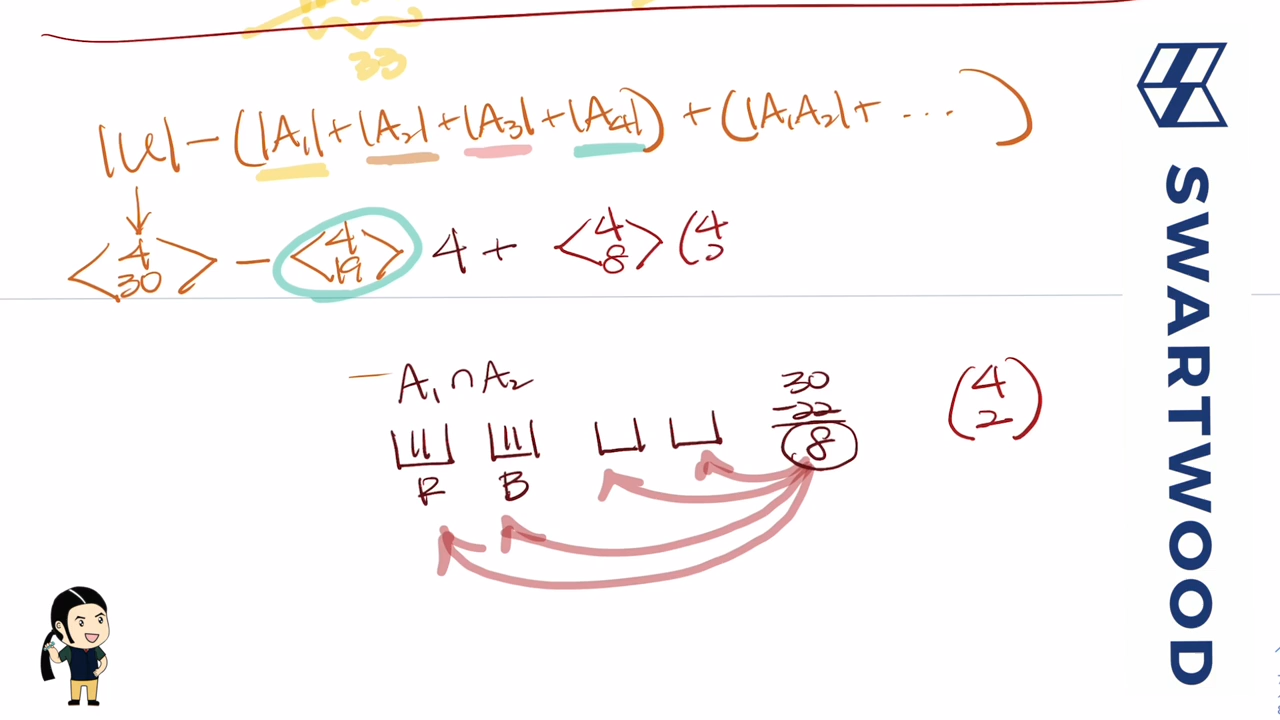 33
|U| - (|A₁| + |A₂| + |A₃| + |A₄|) + (|A₁A₂| + ... )
⟨4 30⟩ - ⟨4 19⟩ 4 + ⟨4 8⟩ (4
- A₁ ∩ A₂
30
-22
8
(4 2)
R B
SWARTWOOD